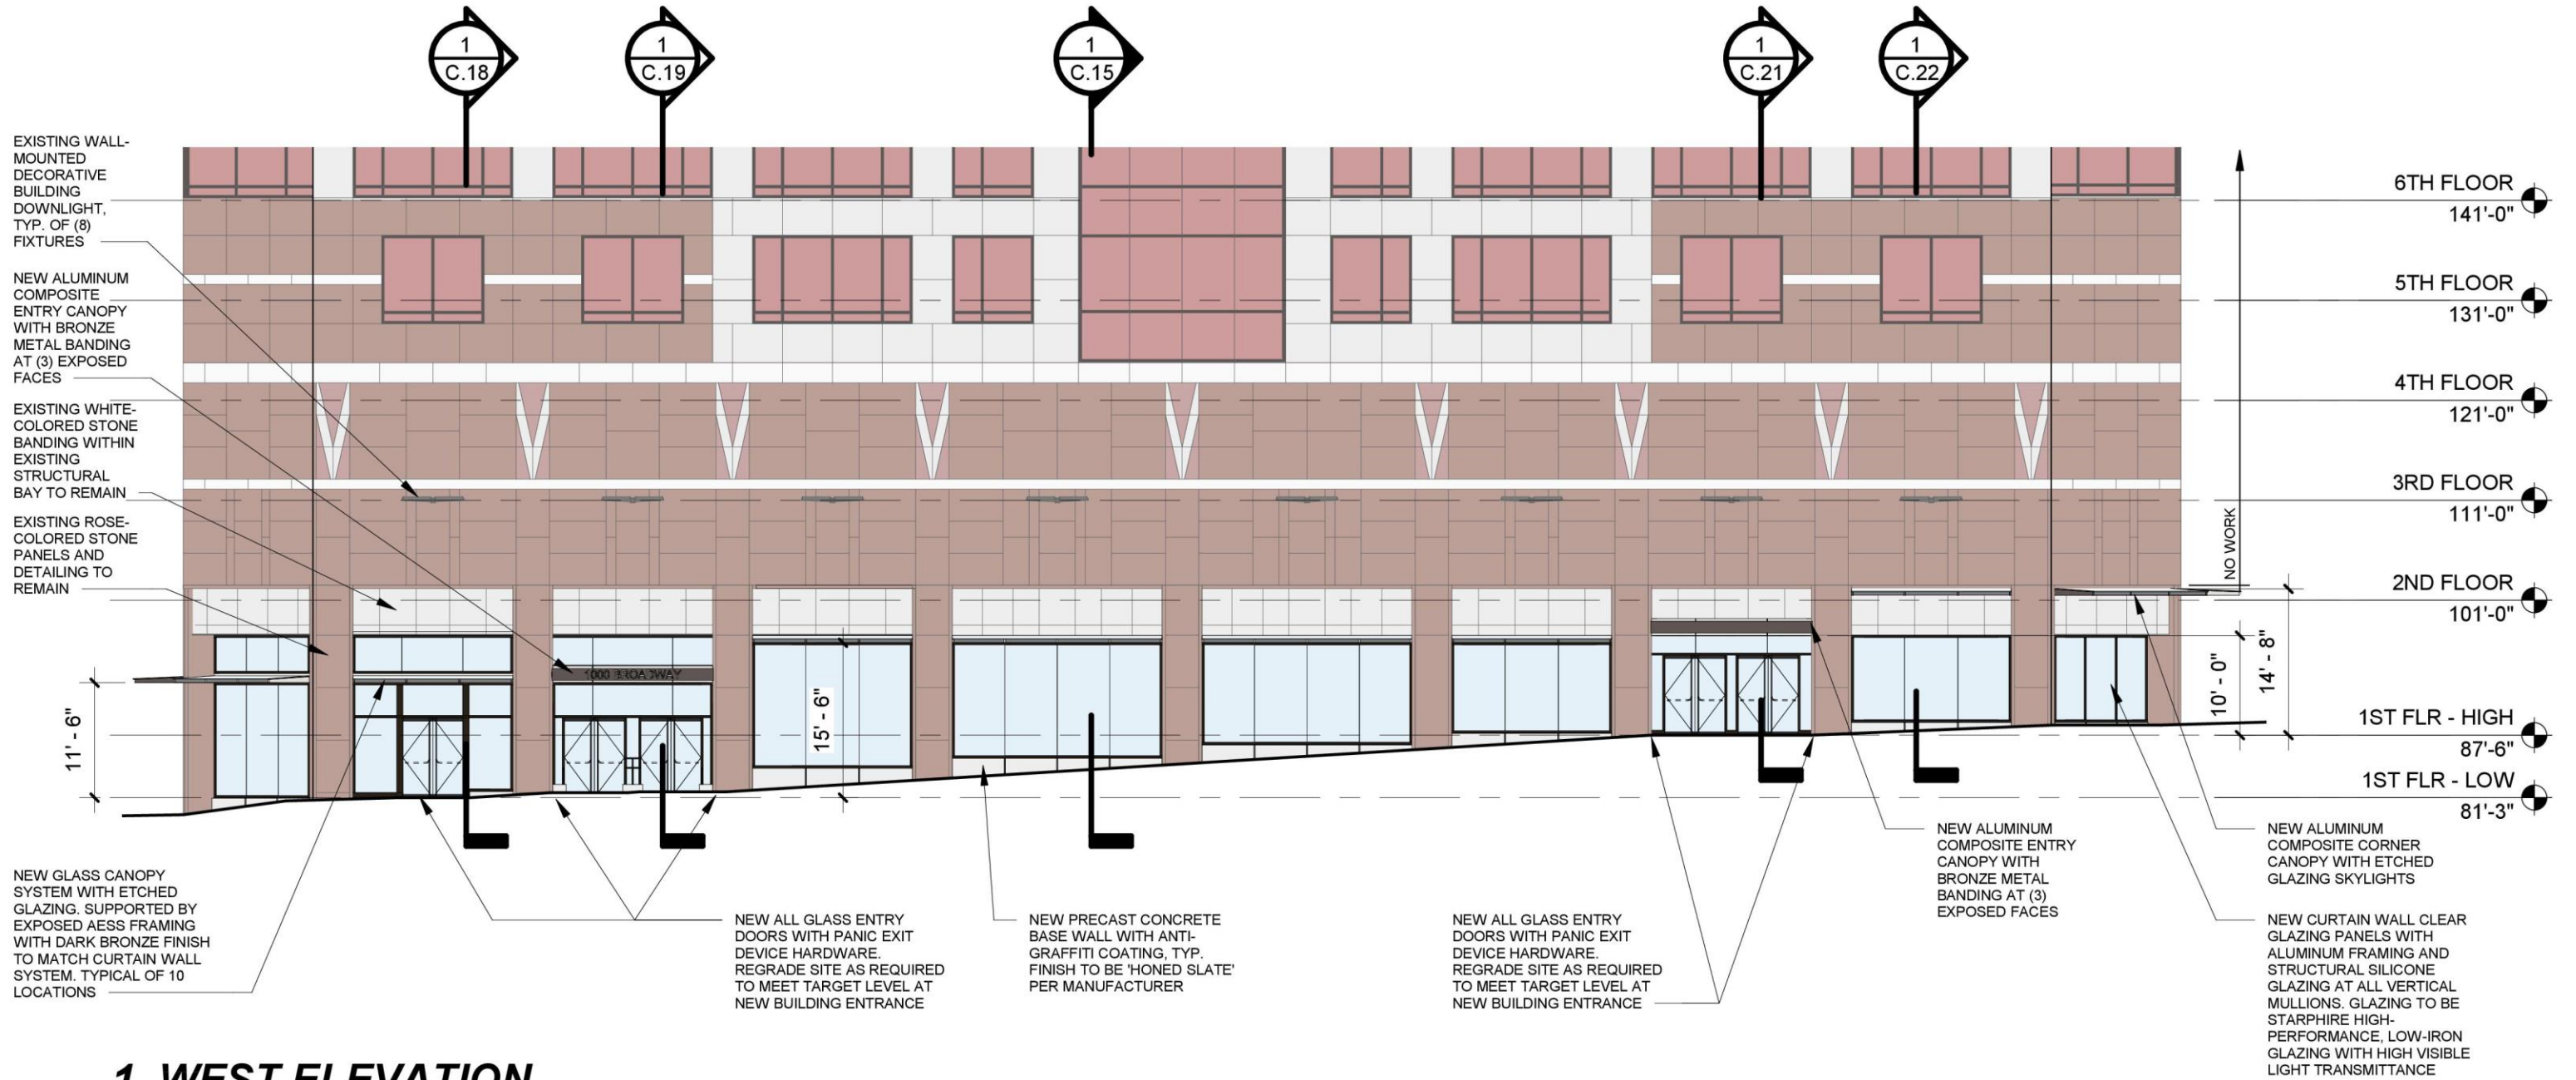 1
C.18
1
C.19
1
C.15
1
C.21
1
C.22
EXISTING WALL-
MOUNTED
DECORATIVE
BUILDING
DOWNLIGHT,
TYP. OF (8)
FIXTURES
NEW ALUMINUM
COMPOSITE
ENTRY CANOPY
WITH BRONZE
METAL BANDING
AT (3) EXPOSED
FACES
EXISTING WHITE-
COLORED STONE
BANDING WITHIN
EXISTING
STRUCTURAL
BAY TO REMAIN
EXISTING ROSE-
COLORED STONE
PANELS AND
DETAILING TO
REMAIN
6TH FLOOR
141'-0"
5TH FLOOR
131'-0"
4TH FLOOR
121'-0"
3RD FLOOR
111'-0"
NO WORK
2ND FLOOR
101'-0"
1ST FLR - HIGH
87'-6"
1ST FLR - LOW
81'-3"
11' - 6"
1000 BROADWAY
15' - 6"
10' - 0"
14' - 8"
NEW GLASS CANOPY
SYSTEM WITH ETCHED
GLAZING. SUPPORTED BY
EXPOSED AESS FRAMING
WITH DARK BRONZE FINISH
TO MATCH CURTAIN WALL
SYSTEM. TYPICAL OF 10
LOCATIONS
NEW ALL GLASS ENTRY
DOORS WITH PANIC EXIT
DEVICE HARDWARE.
REGRADE SITE AS REQUIRED
TO MEET TARGET LEVEL AT
NEW BUILDING ENTRANCE
NEW PRECAST CONCRETE
BASE WALL WITH ANTI-
GRAFFITI COATING, TYP.
FINISH TO BE 'HONED SLATE'
PER MANUFACTURER
NEW ALL GLASS ENTRY
DOORS WITH PANIC EXIT
DEVICE HARDWARE.
REGRADE SITE AS REQUIRED
TO MEET TARGET LEVEL AT
NEW BUILDING ENTRANCE
NEW ALUMINUM
COMPOSITE ENTRY
CANOPY WITH
BRONZE METAL
BANDING AT (3)
EXPOSED FACES
NEW ALUMINUM
COMPOSITE CORNER
CANOPY WITH ETCHED
GLAZING SKYLIGHTS
NEW CURTAIN WALL CLEAR
GLAZING PANELS WITH
ALUMINUM FRAMING AND
STRUCTURAL SILICONE
GLAZING AT ALL VERTICAL
MULLIONS. GLAZING TO BE
STARPHIRE HIGH-
PERFORMANCE, LOW-IRON
GLAZING WITH HIGH VISIBLE
LIGHT TRANSMITTANCE
1 WEST ELEVATION